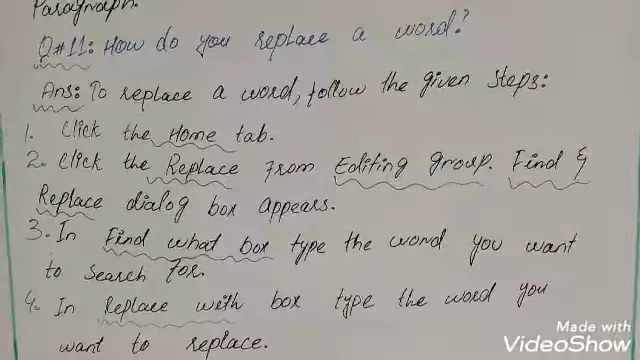 Paragraph.
Q#11: How do you replace a word?
Ans: To replace a word, follow the given steps:
1. Click the Home tab.
2. Click the Replace from Editing group. Find &
Replace dialog box appears.
3. In Find what box type the word you want
to search for.
4. In Replace with box type the word you
want to replace.
Made with
VideoShow